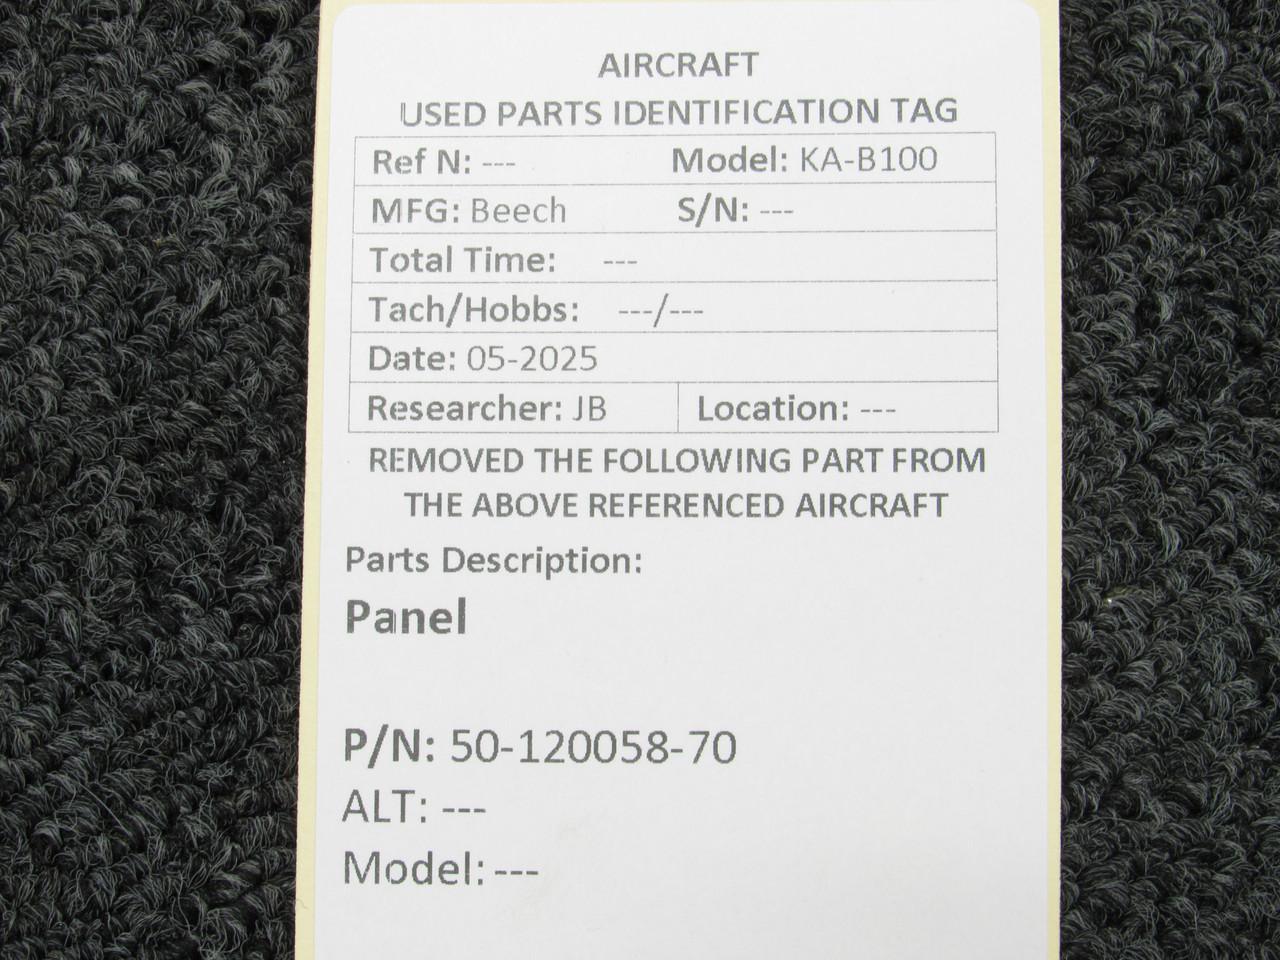 AIRCRAFT
USED PARTS IDENTIFICATION TAG
Ref N: --- Model: KA-B100
MFG: Beech S/N: ---
Total Time: ---
Tach/Hobbs: ---/---
Date: 05-2025
Researcher: JB Location: ---
REMOVED THE FOLLOWING PART FROM
THE ABOVE REFERENCED AIRCRAFT
Parts Description:
Panel
P/N: 50-120058-70
ALT: ---
Model: ---